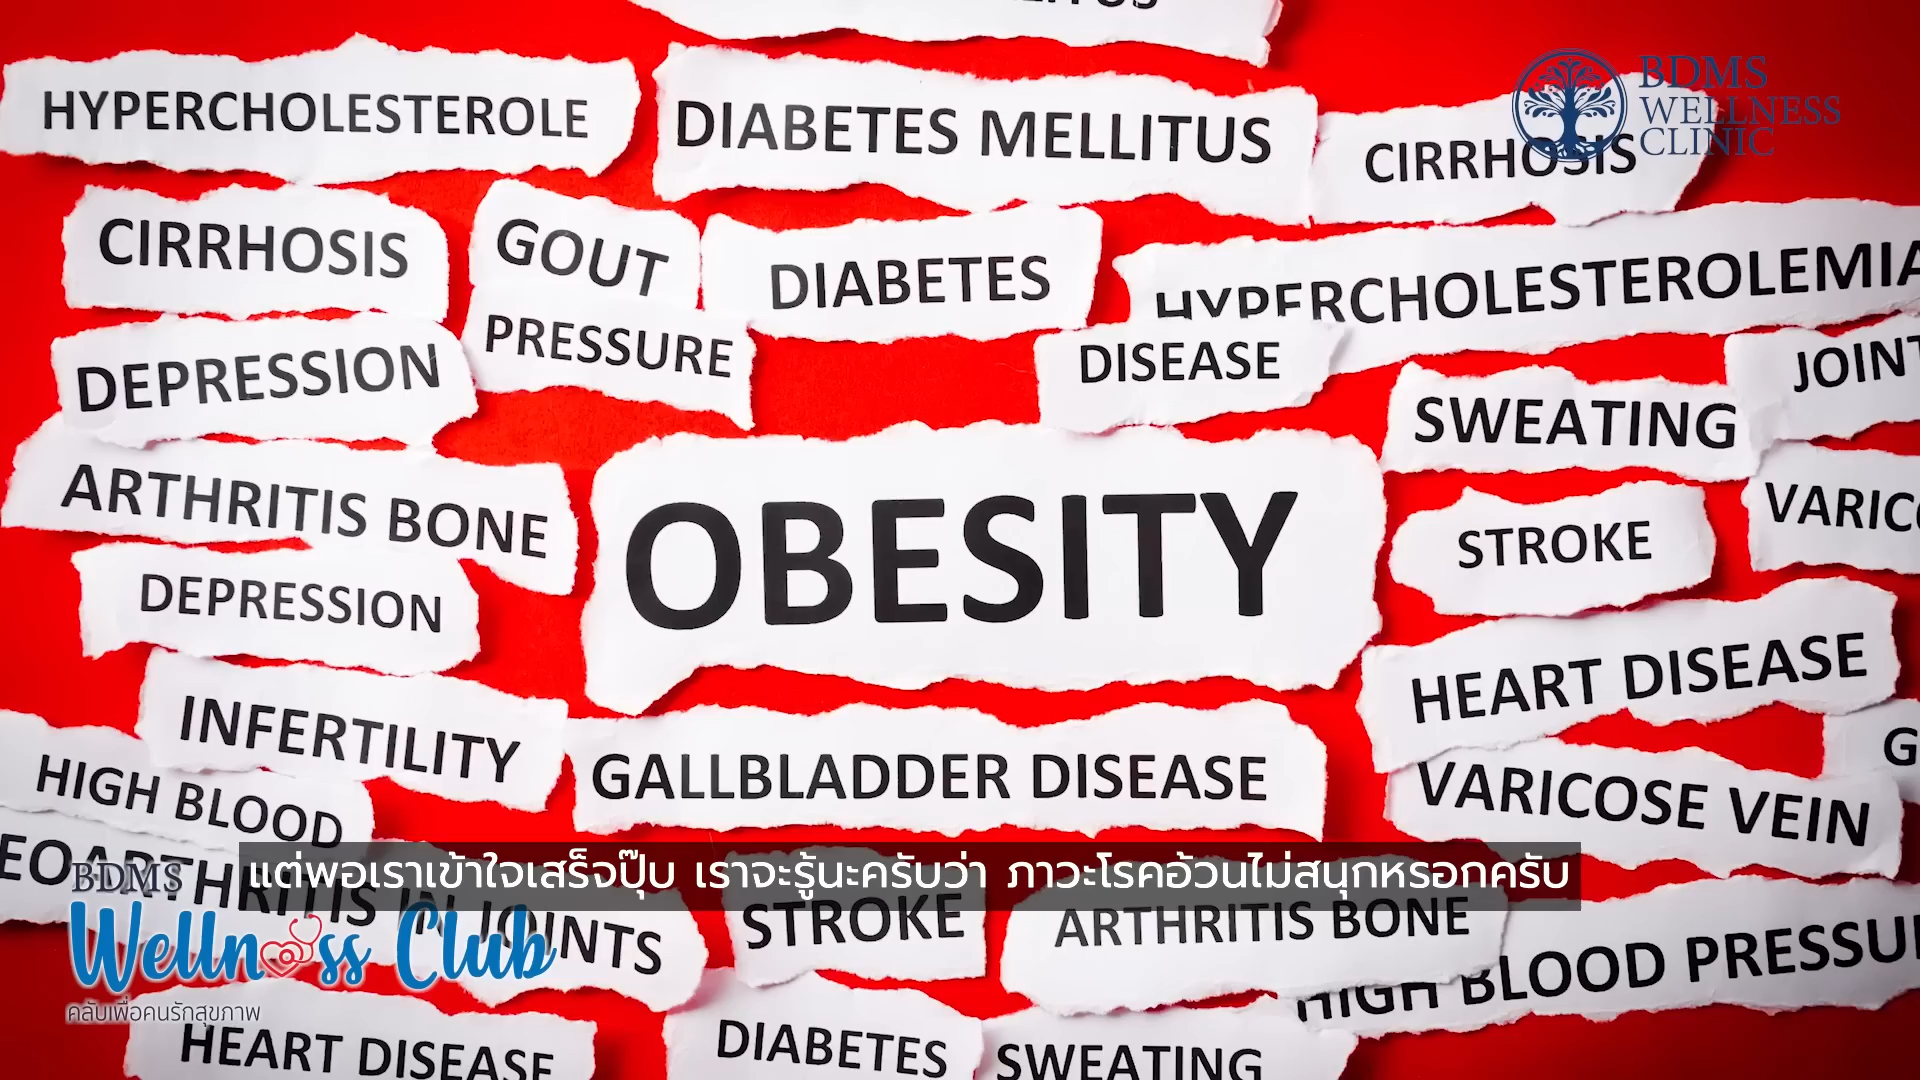 HYPERCHOLESTEROLE
DIABETES MELLITUS
CIRRHOSIS
BDMS
WELLNESS
CLINIC
CIRRHOSIS
GOUT
DIABETES
HYPERCHOLESTEROLEMIA
DEPRESSION
PRESSURE
DISEASE
JOINT
SWEATING
ARTHRITIS BONE
OBESITY
STROKE
VARICO
DEPRESSION
HEART DISEASE
INFERTILITY
GALLBLADDER DISEASE
VARICOSE VEIN
G
HIGH BLOOD
แต่พอเราเข้าใจเสร็จปุ๊บ เราจะรู้นะครับว่า ภาวะโรคอ้วนไม่สนุกหรอกครับ
EOARTHRITIS IN JOINTS
BDMS
Wellness Club
คลับเพื่อคนรักสุขภาพ
STROKE
ARTHRITIS BONE
HIGH BLOOD PRESSU
HEART DISEASE
DIABETES
SWEATING